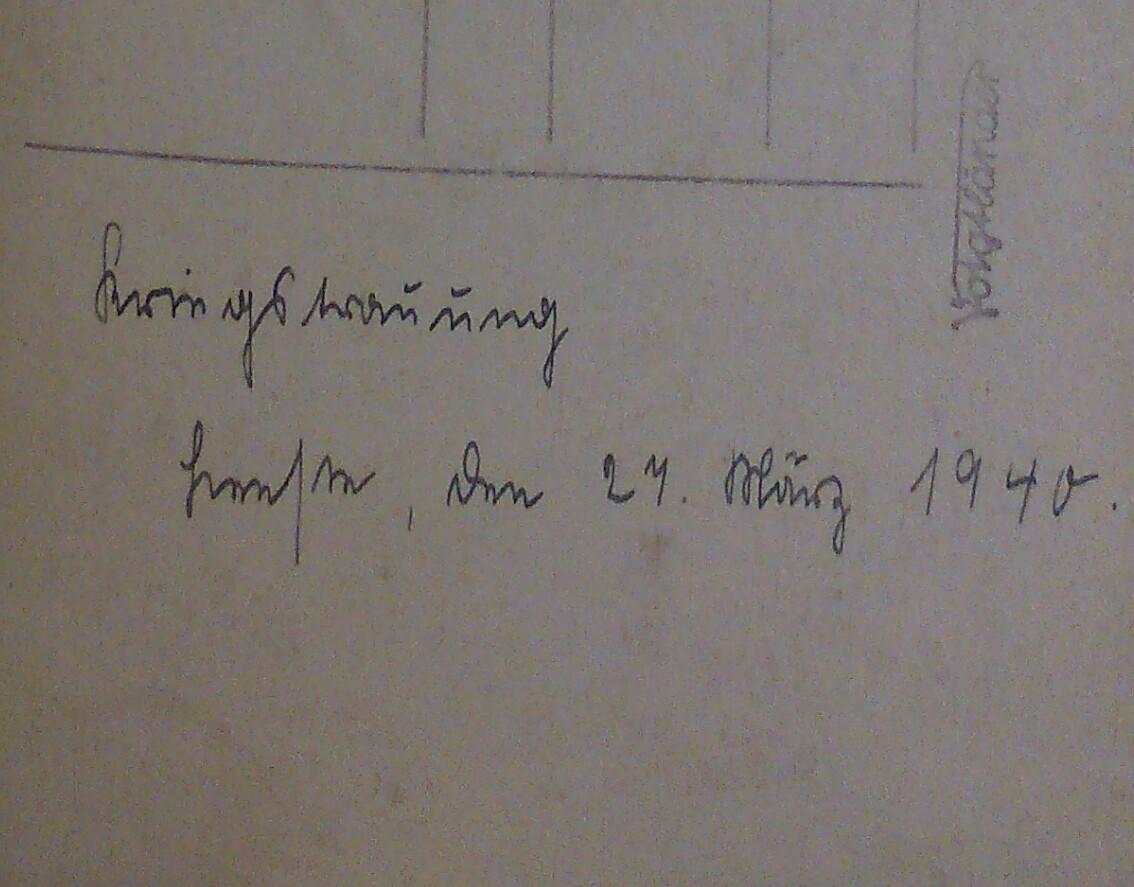 Kriegstrauung
den 27. März 1940.
Voigtländer